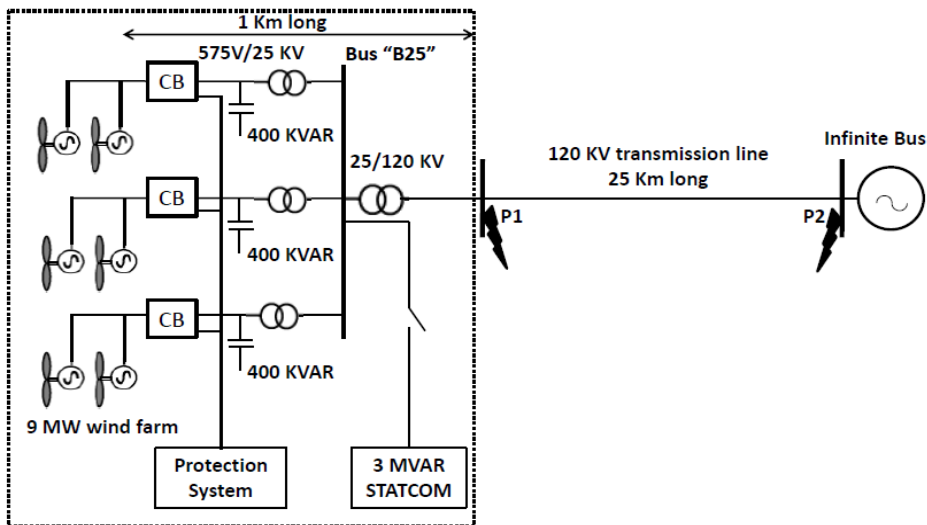 1 Km long
575V/25 KV
Bus “B25”
CB
400 KVAR
25/120 KV
120 KV transmission line
25 Km long
Infinite Bus
CB
P1
P2
400 KVAR
CB
400 KVAR
9 MW wind farm
Protection
System
3 MVAR
STATCOM